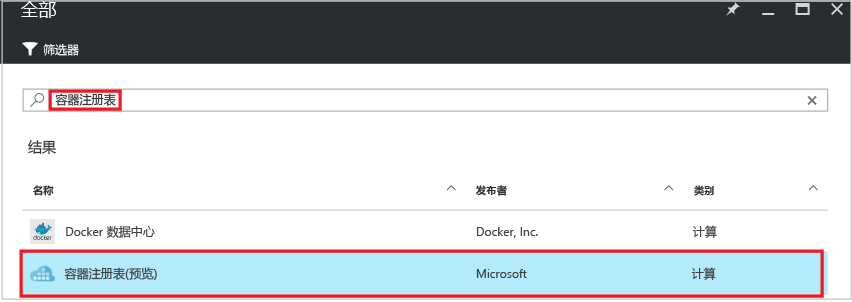 全部
筛选器
容器注册表
结果
名称 发布者 类别
docker Docker 数据中心 Docker, Inc. 计算
容器注册表(预览) Microsoft 计算